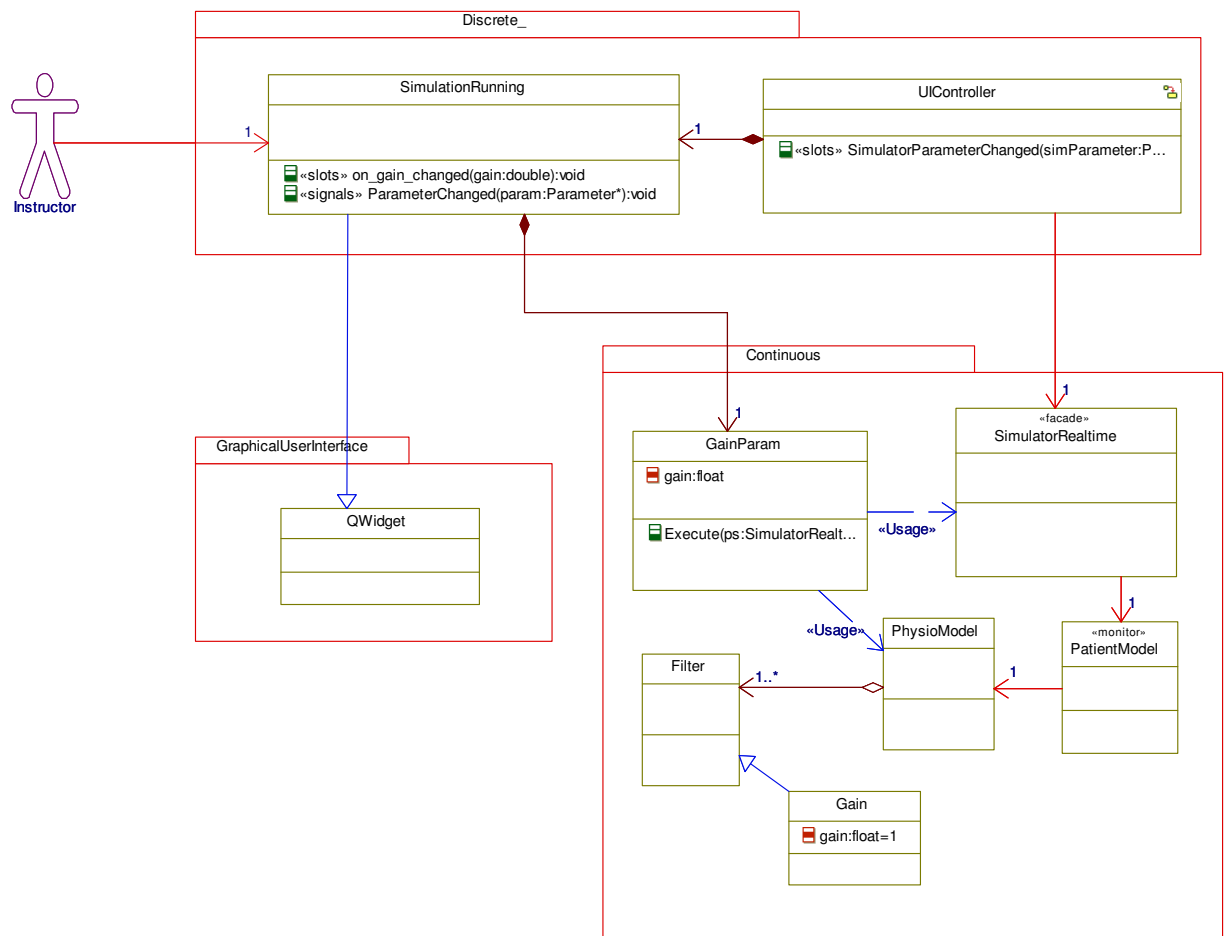 Discrete_
SimulationRunning
UIController
1
1
«slots» SimulatorParameterChanged(simParameter:P...
«slots» on_gain_changed(gain:double):void
«signals» ParameterChanged(param:Parameter*):void
Instructor
Continuous
1
1
«facade»
SimulatorRealtime
GainParam
GraphicalUserInterface
gain:float
QWidget
«Usage»
Execute(ps:SimulatorRealt...
1
«Usage»
PhysioModel
«monitor»
PatientModel
Filter
1..*
1
Gain
gain:float=1